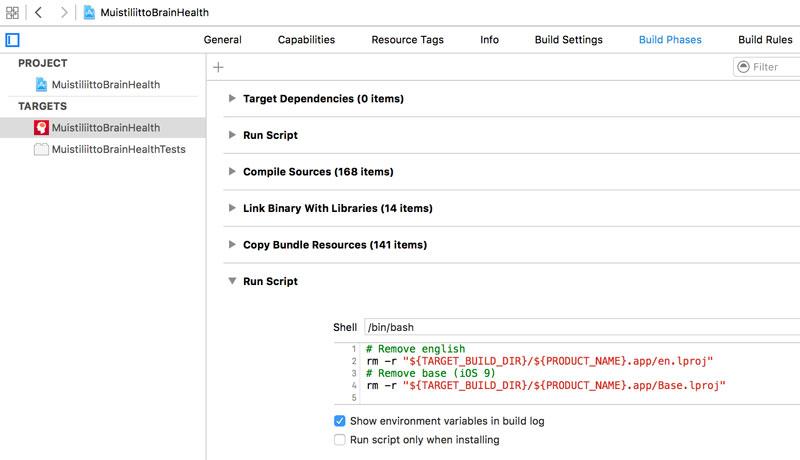 MuistiliittoBrainHealth
General Capabilities Resource Tags Info Build Settings Build Phases Build Rules
PROJECT
MuistiliittoBrainHealth
TARGETS
MuistiliittoBrainHealth
MuistiliittoBrainHealthTests
+ Filter
Target Dependencies (0 items)
Run Script
Compile Sources (168 items)
Link Binary With Libraries (14 items)
Copy Bundle Resources (141 items)
Run Script
Shell /bin/bash
1 # Remove english
2 rm -r "${TARGET_BUILD_DIR}/${PRODUCT_NAME}.app/en.lproj"
3 # Remove base (iOS 9)
4 rm -r "${TARGET_BUILD_DIR}/${PRODUCT_NAME}.app/Base.lproj"
5
Show environment variables in build log
Run script only when installing